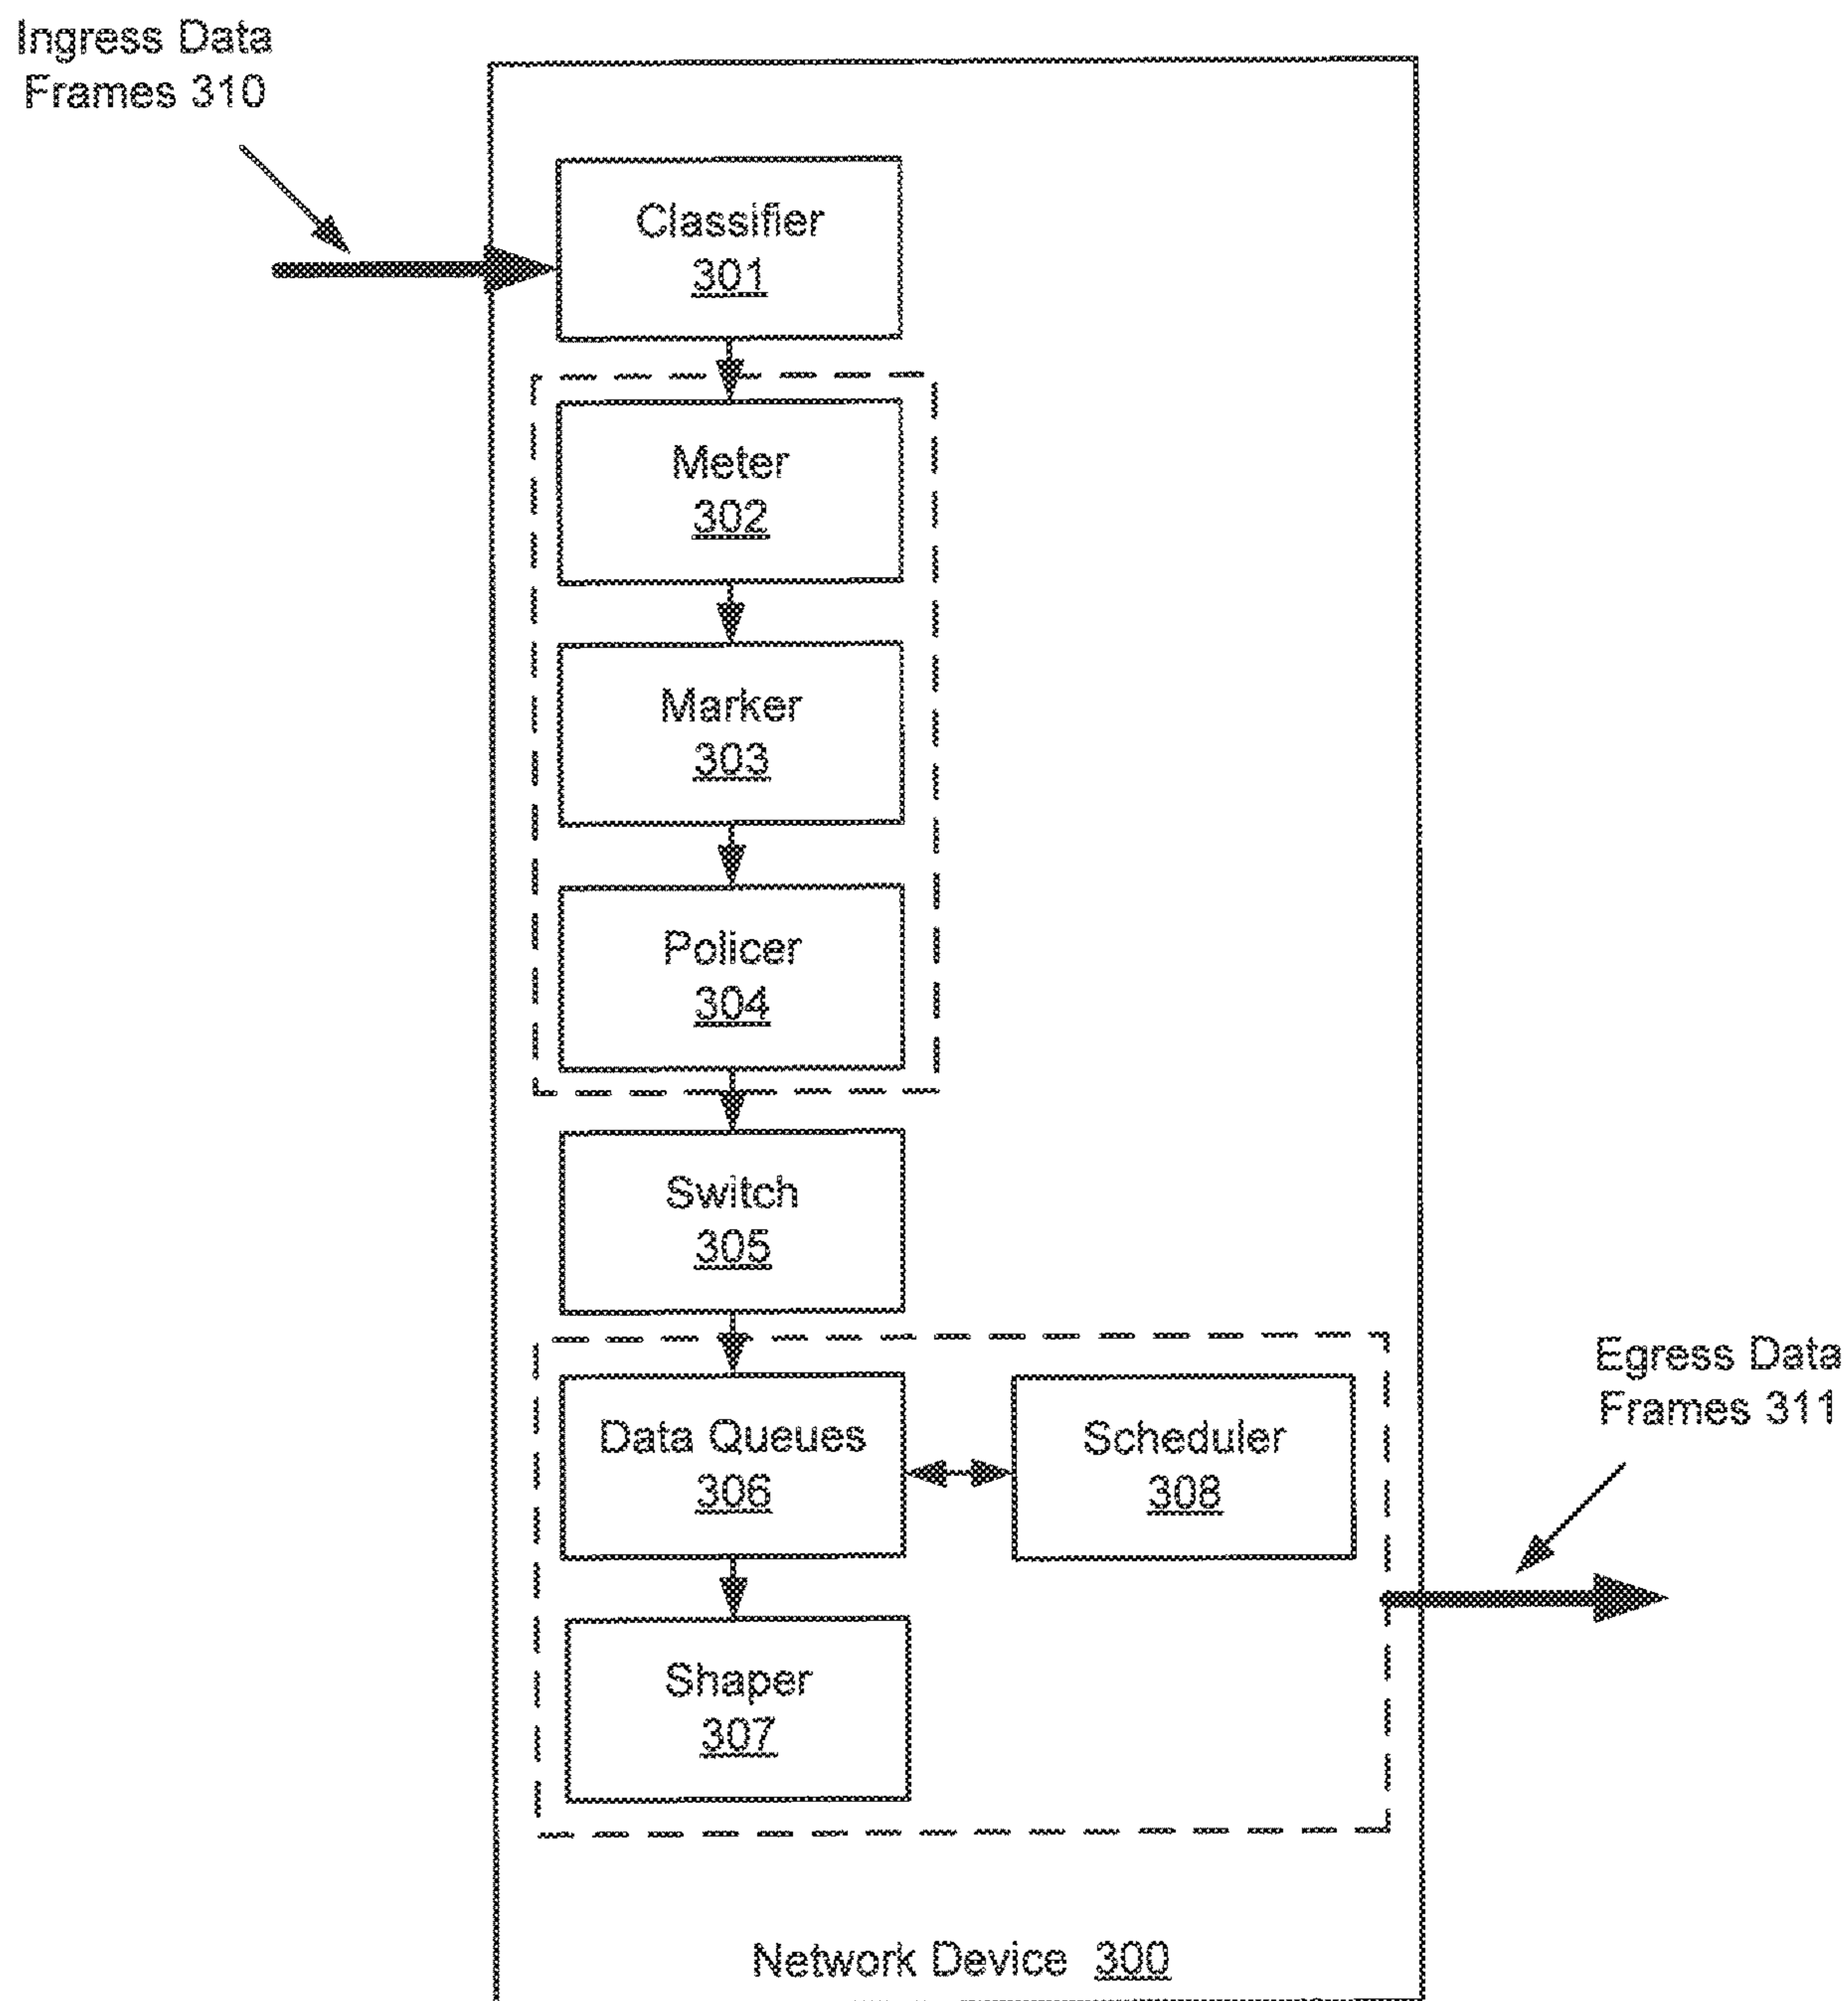 Ingress Data
Frames 310
Classifier
301
Meter
302
Marker
303
Policer
304
Switch
305
Data Queues
306
Scheduler
308
Egress Data
Frames 311
Shaper
307
Network Device 300